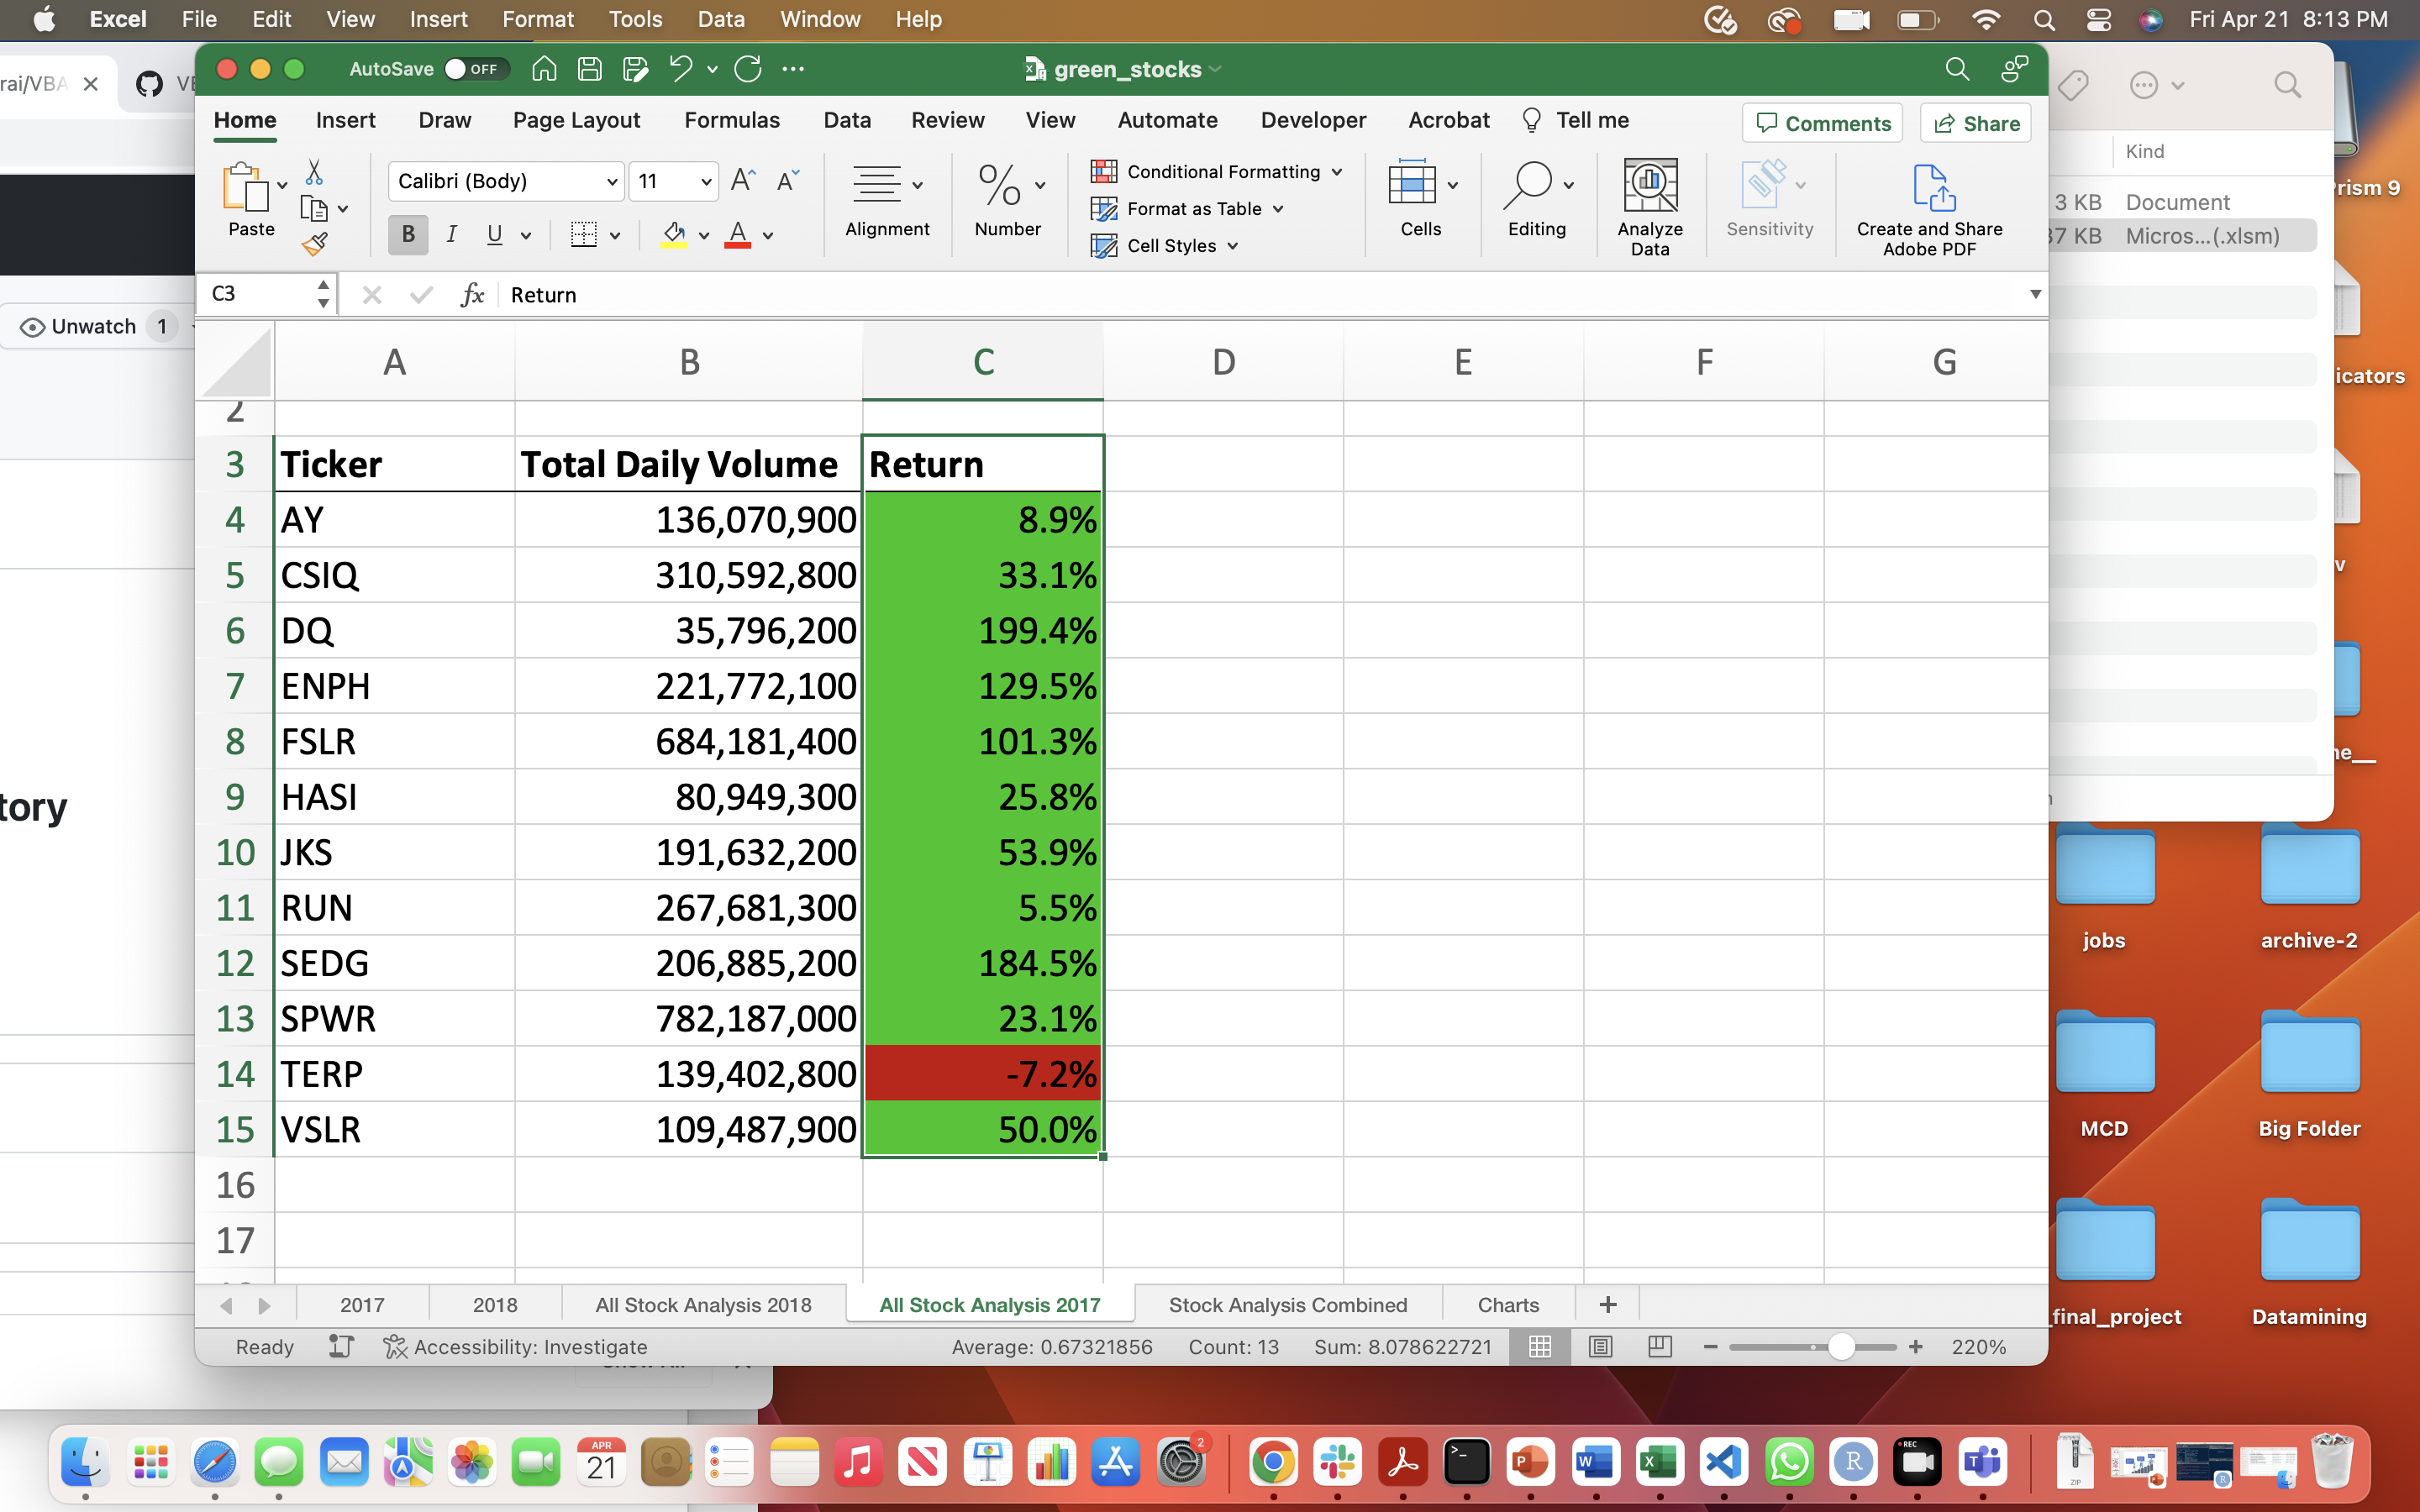 Excel File Edit View Insert Format Tools Data Window Help Fri Apr 21 8:13 PM
AutoSave OFF green_stocks
Home Insert Draw Page Layout Formulas Data Review View Automate Developer Acrobat Tell me Comments Share
Paste
Calibri (Body) 11
B I U A
Alignment
% Number
Conditional Formatting
Format as Table
Cell Styles
Cells
Editing
Analyze Data
Sensitivity
Create and Share Adobe PDF
C3 fx Return
A B C D E F G
2
3 Ticker Total Daily Volume Return
4 AY 136,070,900 8.9%
5 CSIQ 310,592,800 33.1%
6 DQ 35,796,200 199.4%
7 ENPH 221,772,100 129.5%
8 FSLR 684,181,400 101.3%
9 HASI 80,949,300 25.8%
10 JKS 191,632,200 53.9%
11 RUN 267,681,300 5.5%
12 SEDG 206,885,200 184.5%
13 SPWR 782,187,000 23.1%
14 TERP 139,402,800 -7.2%
15 VSLR 109,487,900 50.0%
16
17
2017 2018 All Stock Analysis 2018 All Stock Analysis 2017 Stock Analysis Combined Charts +
Ready Accessibility: Investigate Average: 0.67321856 Count: 13 Sum: 8.078622721 220%
rai/VBA
Unwatch 1
tory
Kind
3 KB Document
37 KB Micros...(.xlsm)
rism 9
icators
v
ne__
jobs archive-2
MCD Big Folder
_final_project Datamining
APR
21
2
REC
ZIP